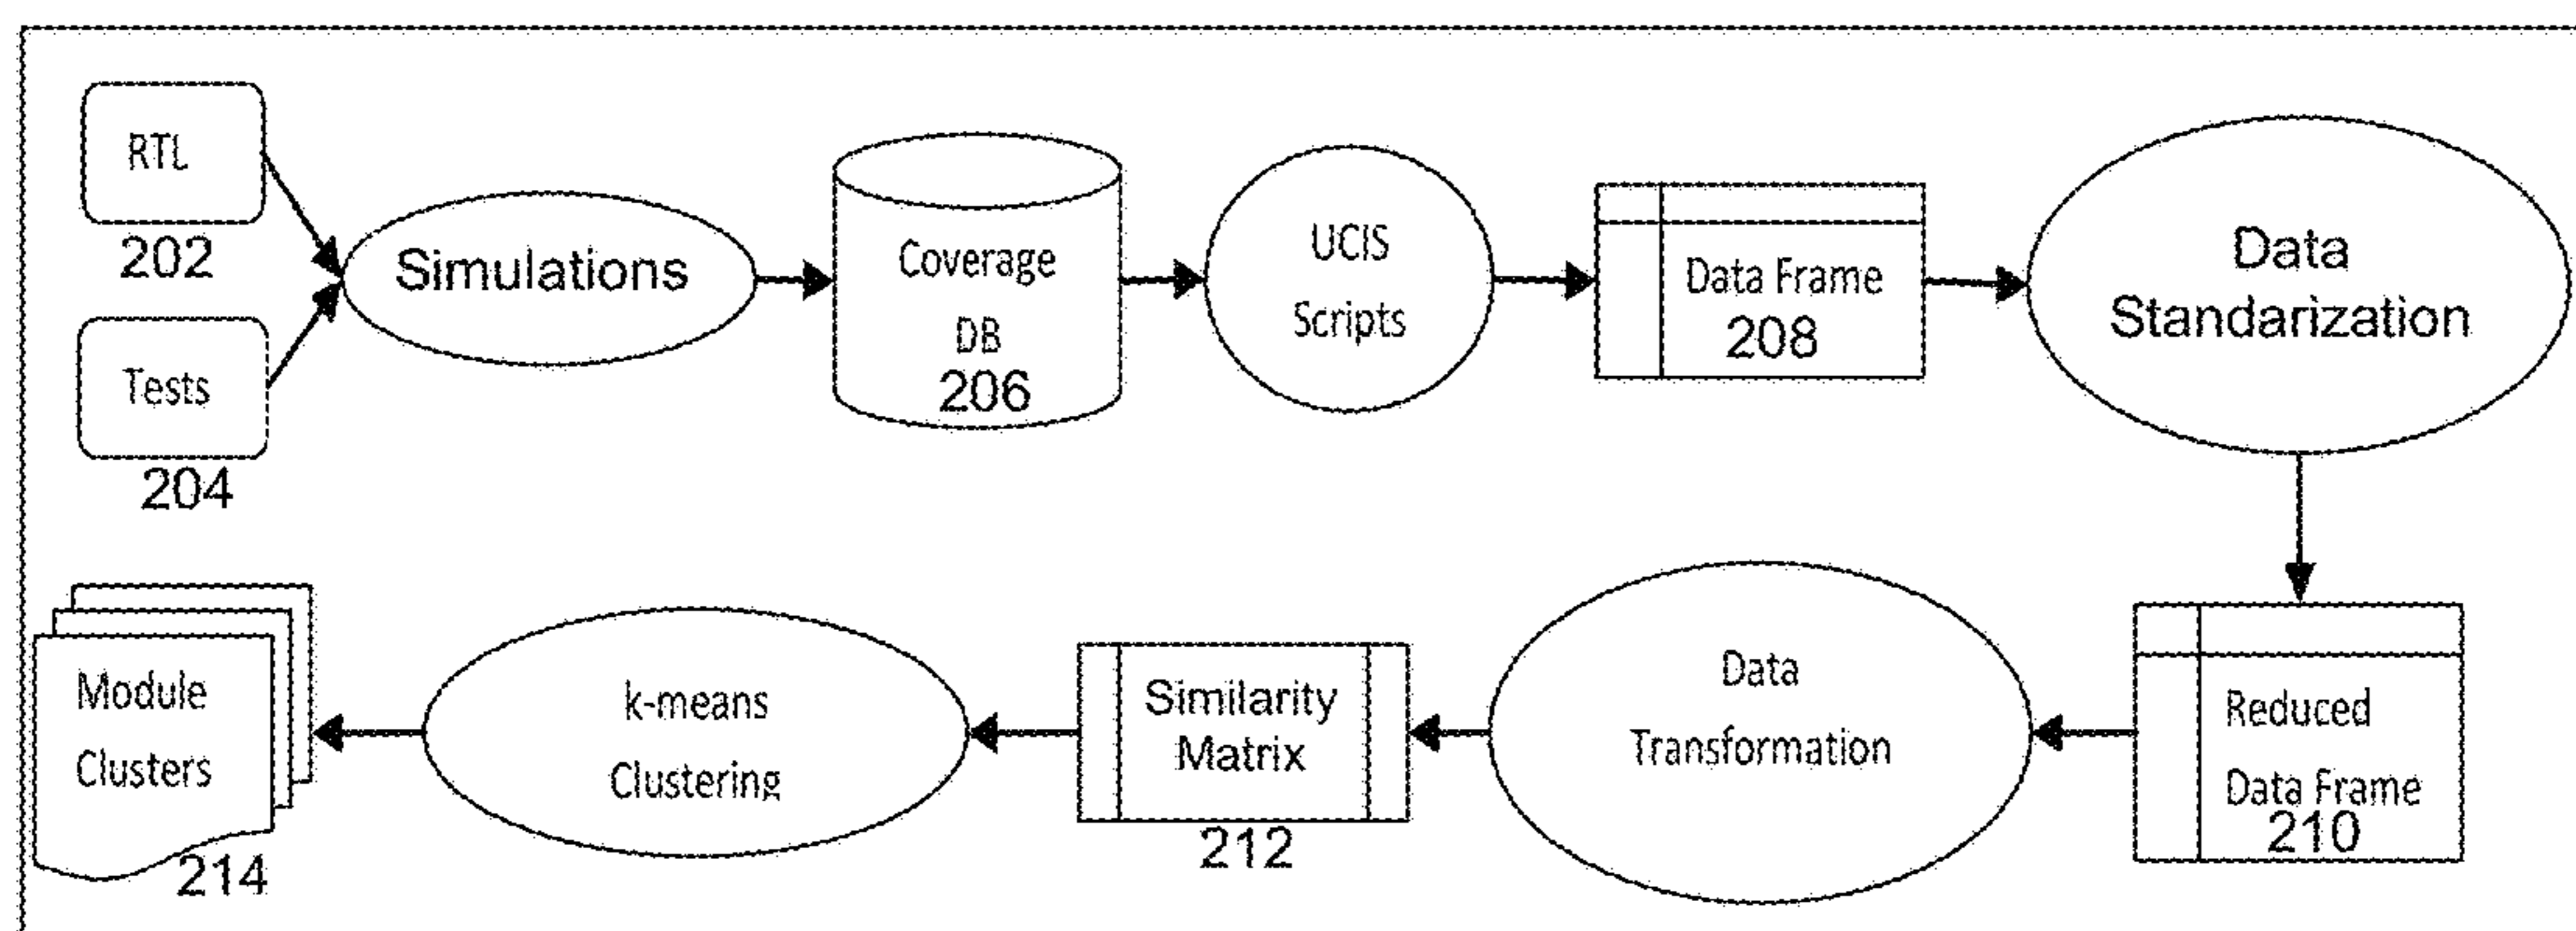 RTL
202
Tests
204
Simulations
Coverage
DB
206
UCIS
Scripts
Data Frame
208
Data
Standarization
Reduced
Data Frame
210
Data
Transformation
Similarity
Matrix
212
k-means
Clustering
Module
Clusters
214